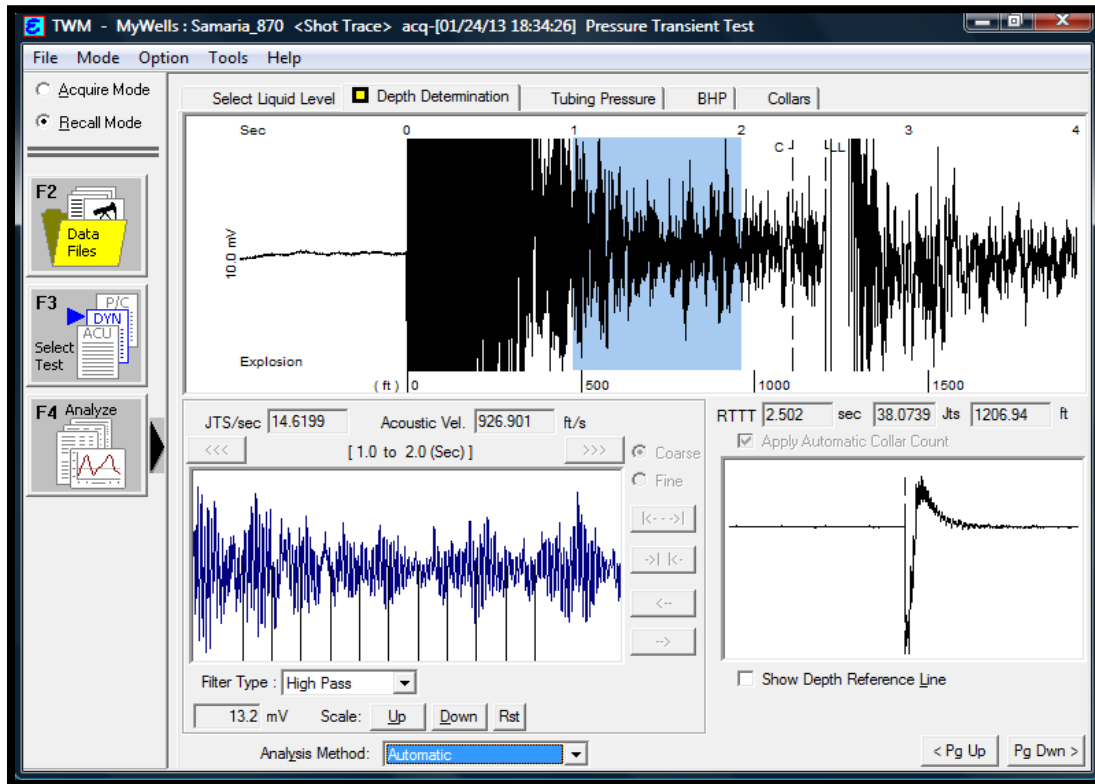 TWM - MyWells : Samaria_870 <Shot Trace> acq-[01/24/13 18:34:26] Pressure Transient Test
File Mode Option Tools Help
Acquire Mode
Recall Mode
F2
Data
Files
F3
P/C
DYN
ACU
Select
Test
F4 Analyze
Select Liquid Level Depth Determination Tubing Pressure BHP Collars
Sec 0 1 2 3 4
C LL
10.0 mV
Explosion
(ft) 0 500 1000 1500
JTS/sec 14.6199 Acoustic Vel. 926.901 ft/s
<<< [ 1.0 to 2.0 (Sec) ] >>>
Coarse
Fine
|<--->|
->| |<-
<--
-->
Filter Type : High Pass
13.2 mV Scale: Up Down Rst
Analysis Method: Automatic
RTTT 2.502 sec 38.0739 Jts 1206.94 ft
Apply Automatic Collar Count
Show Depth Reference Line
< Pg Up Pg Dwn >